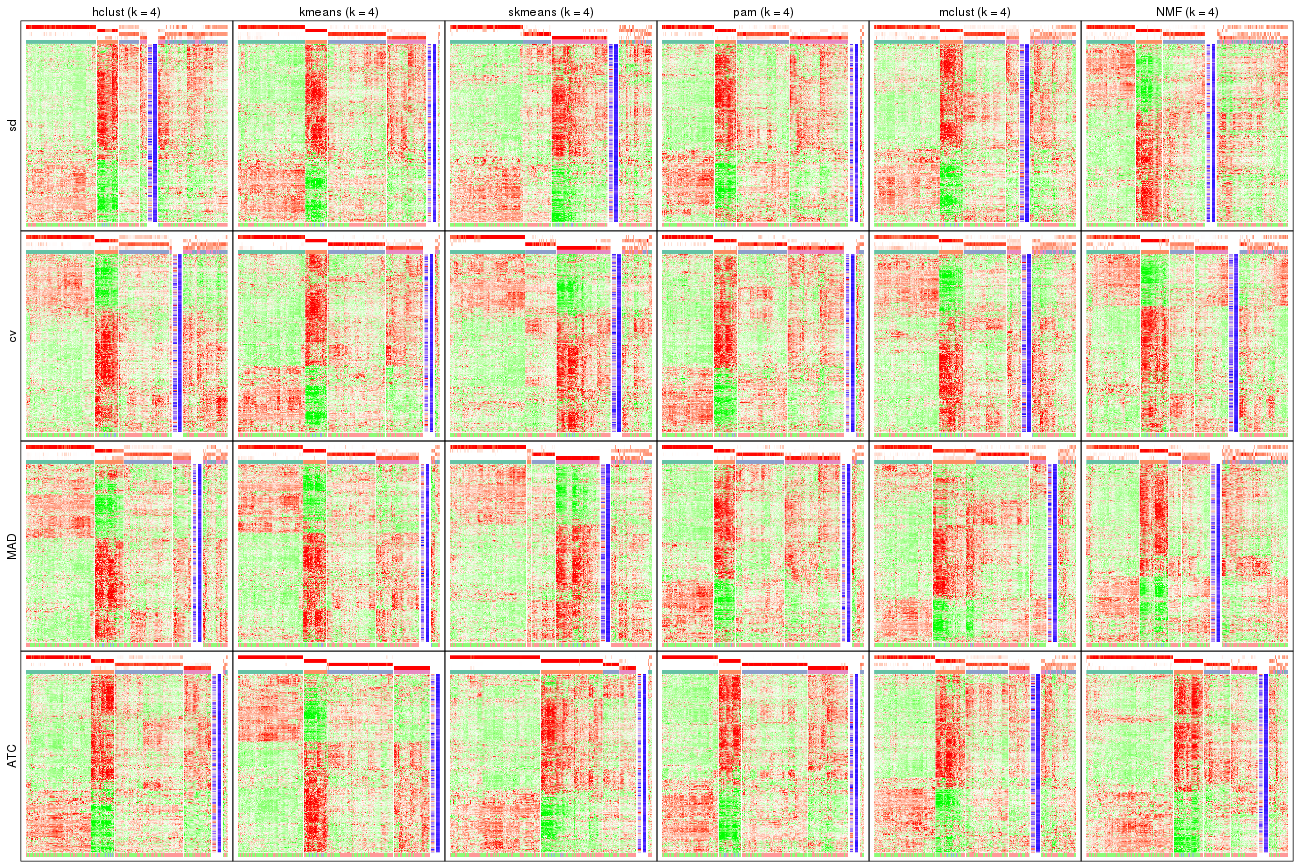 hclust (k = 4) kmeans (k = 4) skmeans (k = 4) pam (k = 4) mclust (k = 4) NMF (k = 4)
sd
cv
MAD
ATC